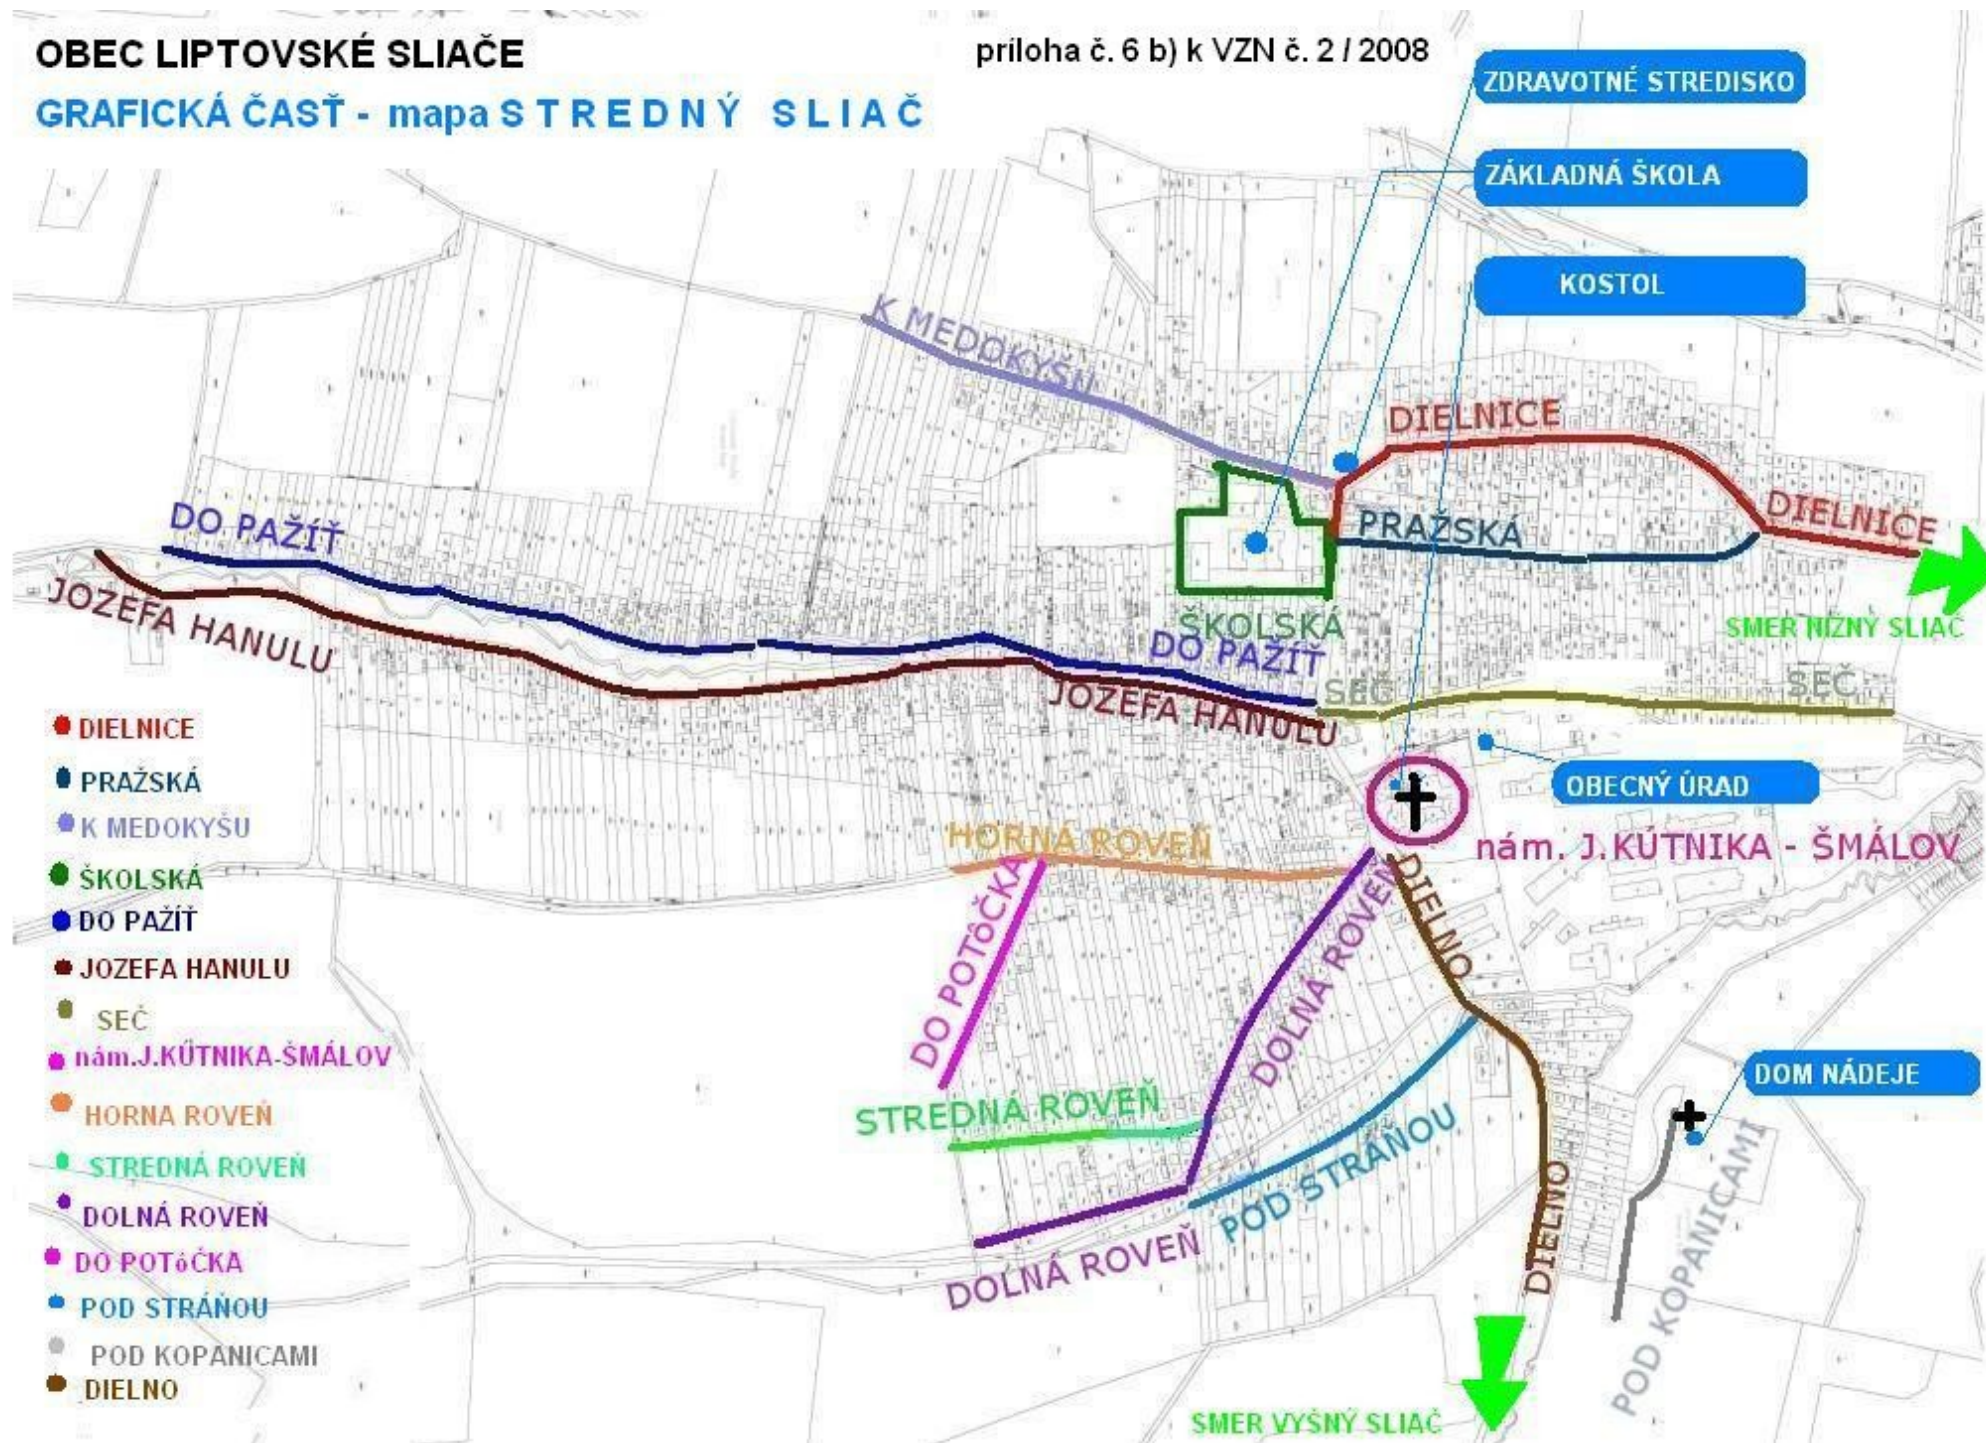 OBEC LIPTOVSKÉ SLIAČE
príloha č. 6 b) k VZN č. 2 / 2008
GRAFICKÁ ČASŤ - mapa S T R E D N Ý S L I A Č
ZDRAVOTNÉ STREDISKO
ZÁKLADNÁ ŠKOLA
KOSTOL
K MEDOKYŠN
DIELNICE
DIELNICE
PRAŽSKÁ
DO PAŽÍŤ
JOZEFA HANULU
ŠKOLSKÁ
SMER NIŽNÝ SLIAČ
DO PAŽÍŤ
JOZEFA HANULU
SEČ
SEČ
OBECNÝ ÚRAD
nám. J.KÚTNIKA - ŠMÁLOV
HORNÁ ROVEŇ
DO POTôČKA
DOLNÁ ROVEŇ
DIELNO
STREDNÁ ROVEŇ
POD STRÁŇOU
DOLNÁ ROVEŇ
DIELNO
DOM NÁDEJE
POD KOPANICAMI
SMER VYŠNÝ SLIAČ
DIELNICE
PRAŽSKÁ
K MEDOKYŠU
ŠKOLSKÁ
DO PAŽÍŤ
JOZEFA HANULU
SEČ
nám.J.KÚTNIKA-ŠMÁLOV
HORNA ROVEŇ
STREDNÁ ROVEŇ
DOLNÁ ROVEŇ
DO POTôČKA
POD STRÁŇOU
POD KOPANICAMI
DIELNO